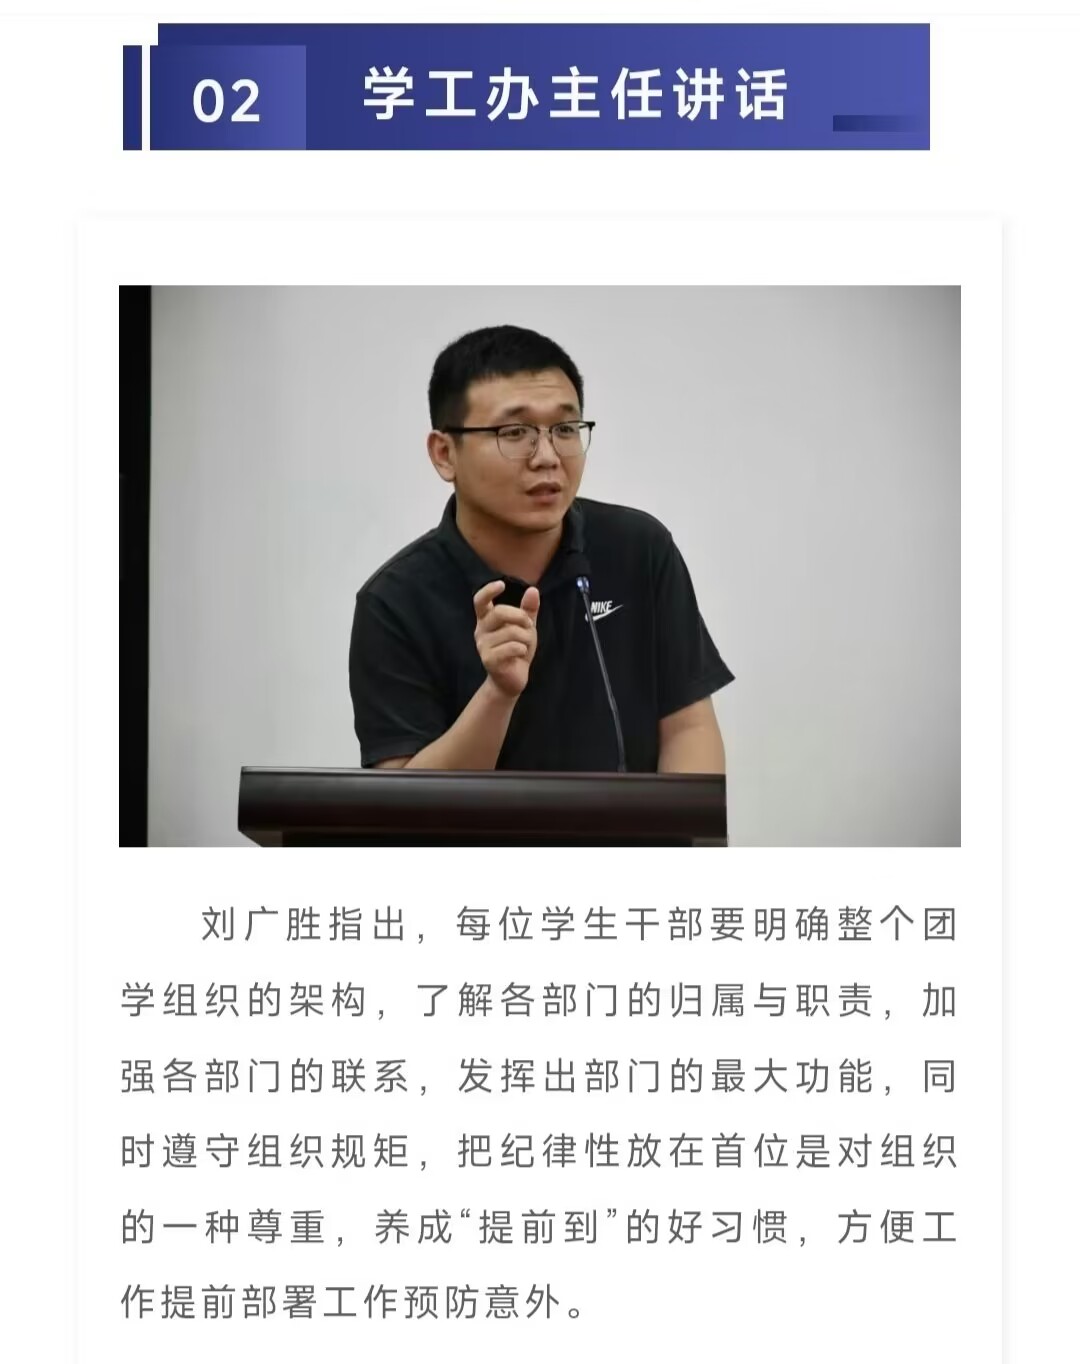 02
学工办主任讲话
NIKE
刘广胜指出，每位学生干部要明确整个团
学组织的架构，了解各部门的归属与职责，加
强各部门的联系，发挥出部门的最大功能，同
时遵守组织规矩，把纪律性放在首位是对组织
的一种尊重，养成“提前到”的好习惯，方便工
作提前部署工作预防意外。